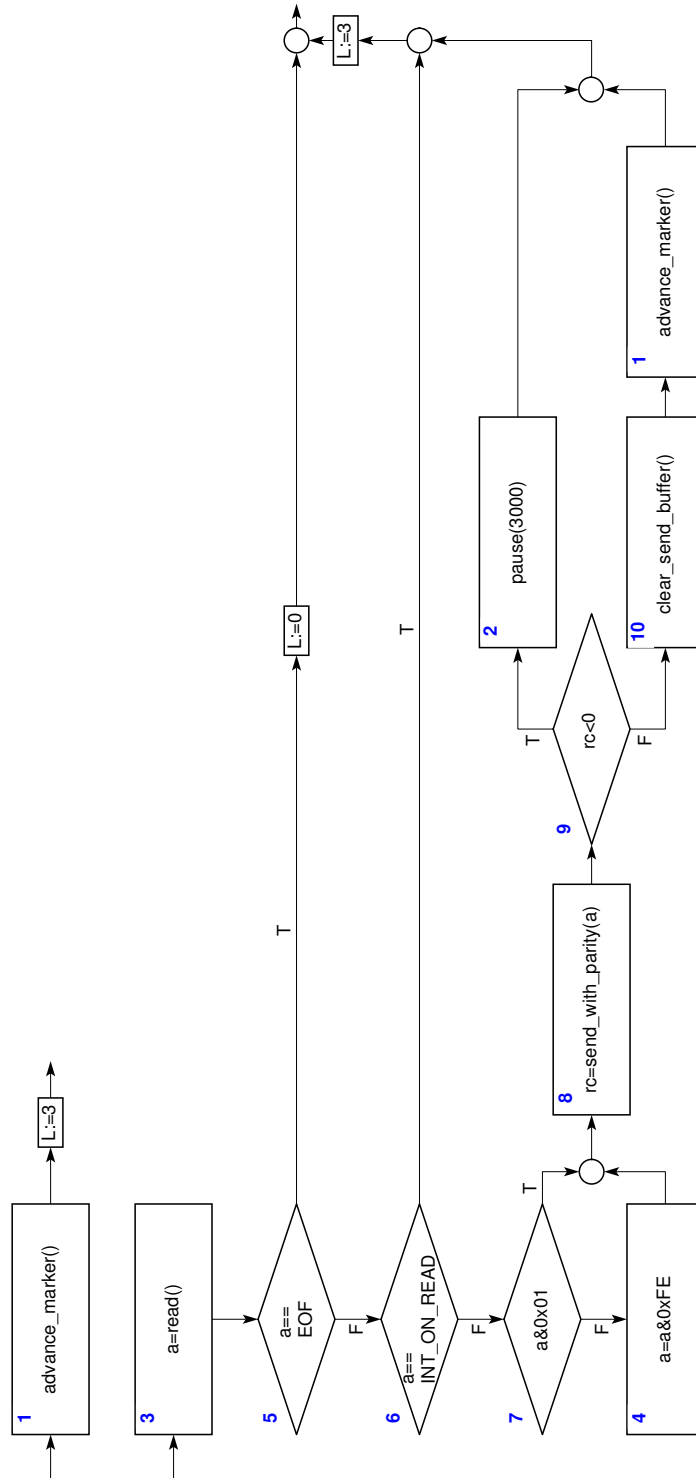 1
advance_marker()
L:=3
3
a=read()
5
a==
EOF
T
L:=0
F
6
a==
INT_ON_READ
T
L:=3
F
7
a&0x01
T
F
4
a=a&0xFE
8
rc=send_with_parity(a)
9
rc<0
T
2
pause(3000)
F
10
clear_send_buffer()
1
advance_marker()